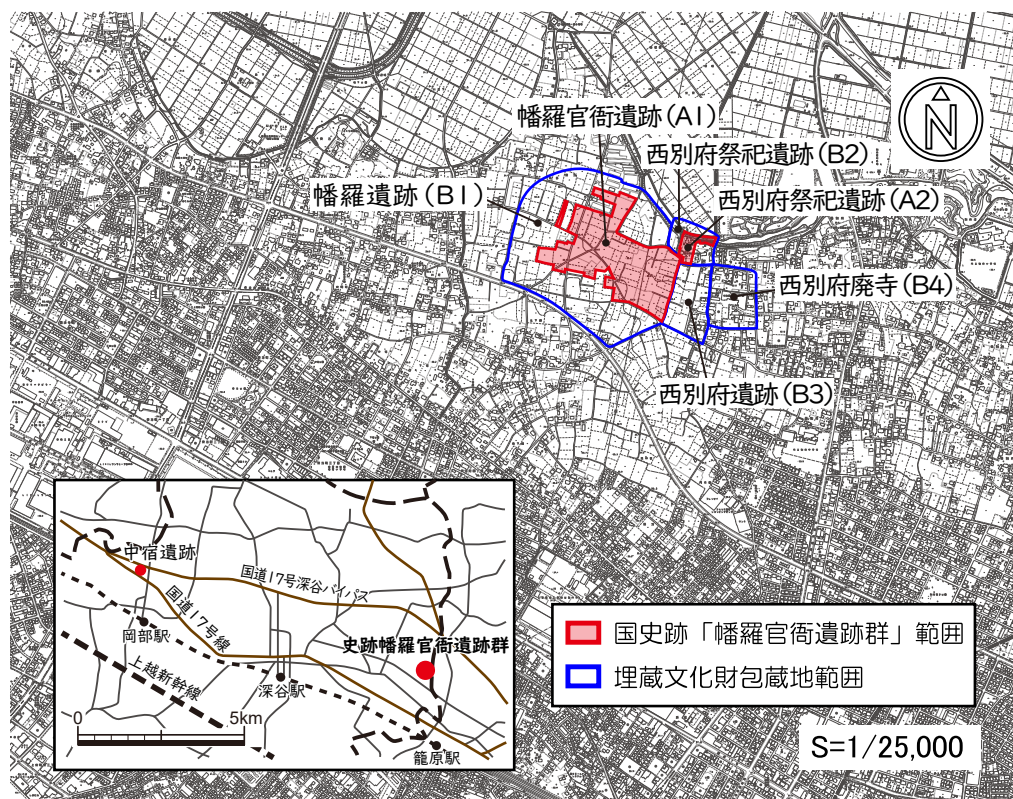 幡羅官衙遺跡(A1)
西別府祭祀遺跡(B2)
幡羅遺跡(B1)
西別府祭祀遺跡(A2)
西別府廃寺(B4)
西別府遺跡(B3)
N
中宿遺跡
国道17号深谷バイパス
国道17号線
岡部駅
史跡幡羅官衙遺跡群
上越新幹線
深谷駅
0 5km
籠原駅
国史跡「幡羅官衙遺跡群」範囲
埋蔵文化財包蔵地範囲
S=1/25,000